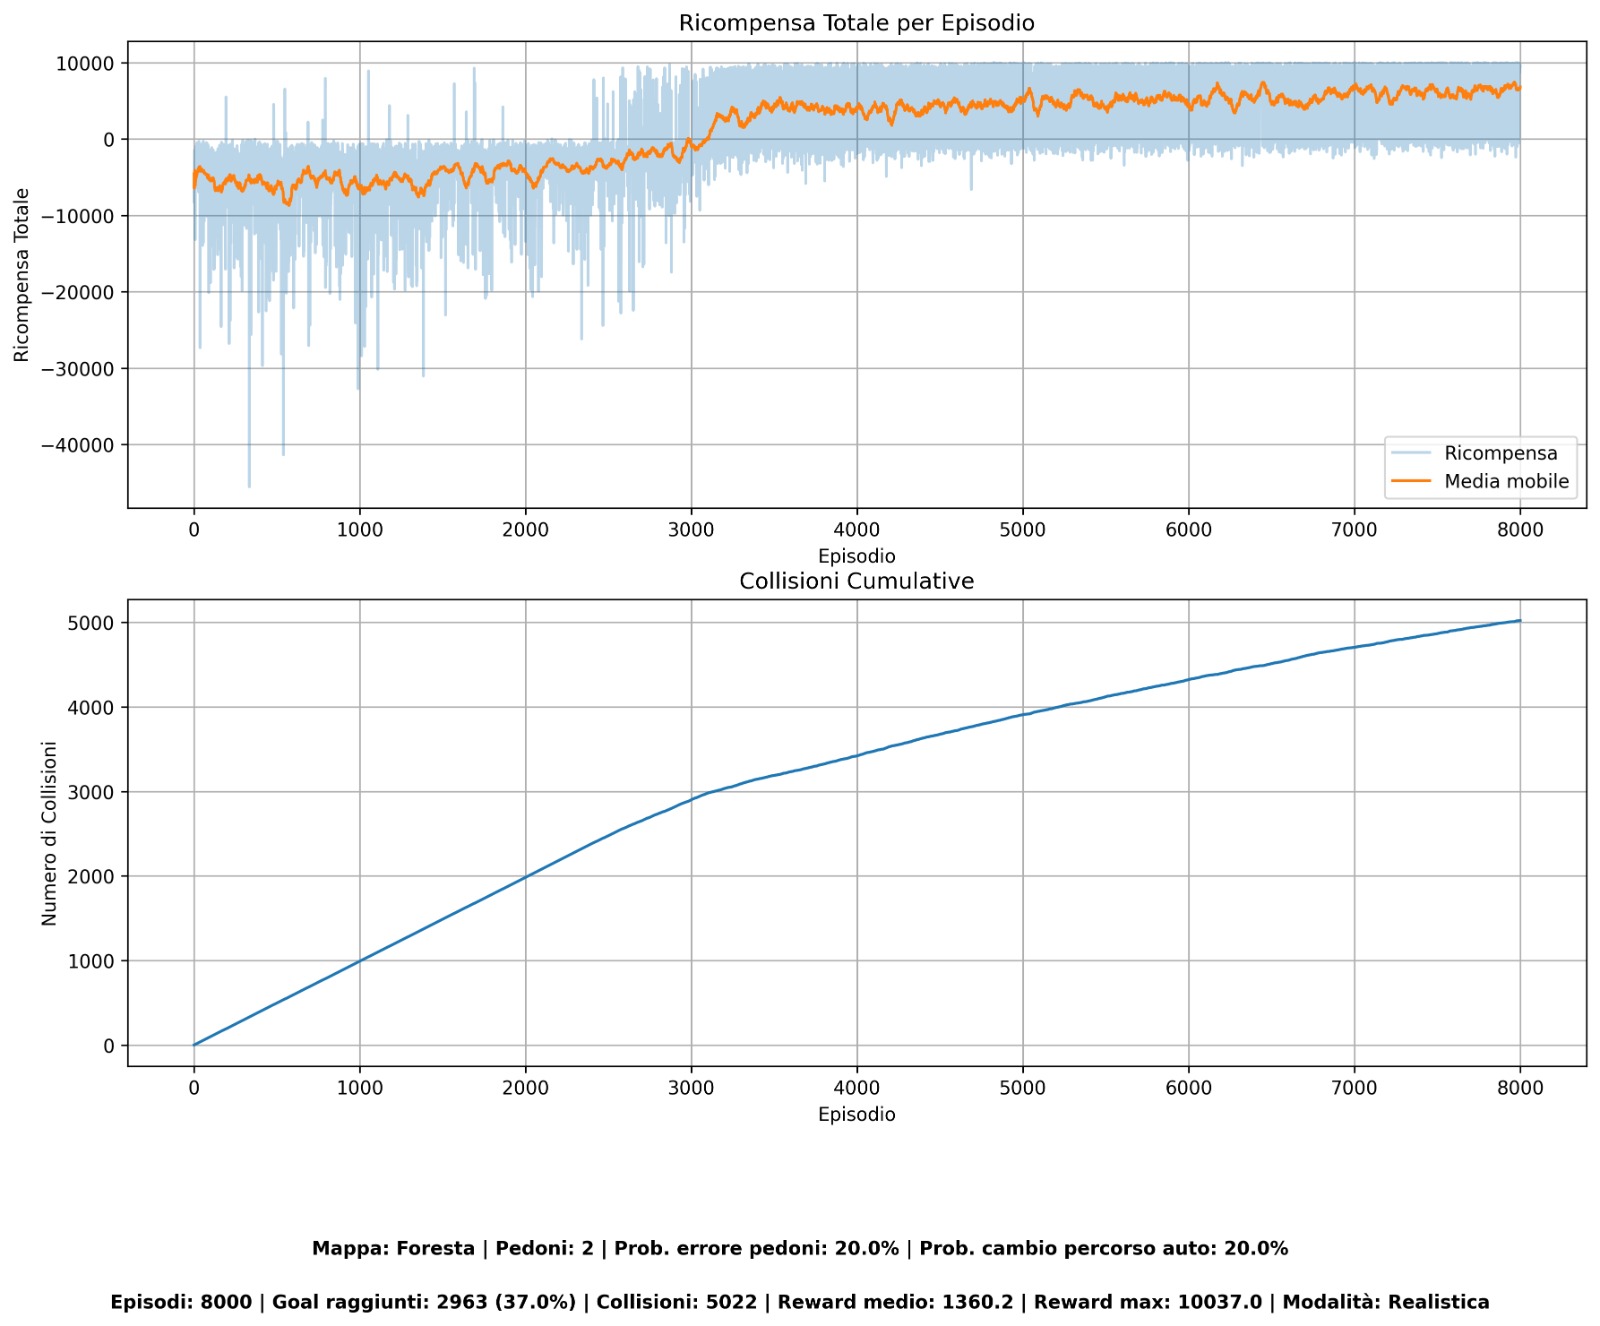 Ricompensa Totale per Episodio
Ricompensa Totale
10000
0
−10000
−20000
−30000
−40000
Ricompensa
Media mobile
0 1000 2000 3000 4000 5000 6000 7000 8000
Episodio
Collisioni Cumulative
Numero di Collisioni
5000
4000
3000
2000
1000
0
0 1000 2000 3000 4000 5000 6000 7000 8000
Episodio
Mappa: Foresta | Pedoni: 2 | Prob. errore pedoni: 20.0% | Prob. cambio percorso auto: 20.0%
Episodi: 8000 | Goal raggiunti: 2963 (37.0%) | Collisioni: 5022 | Reward medio: 1360.2 | Reward max: 10037.0 | Modalità: Realistica